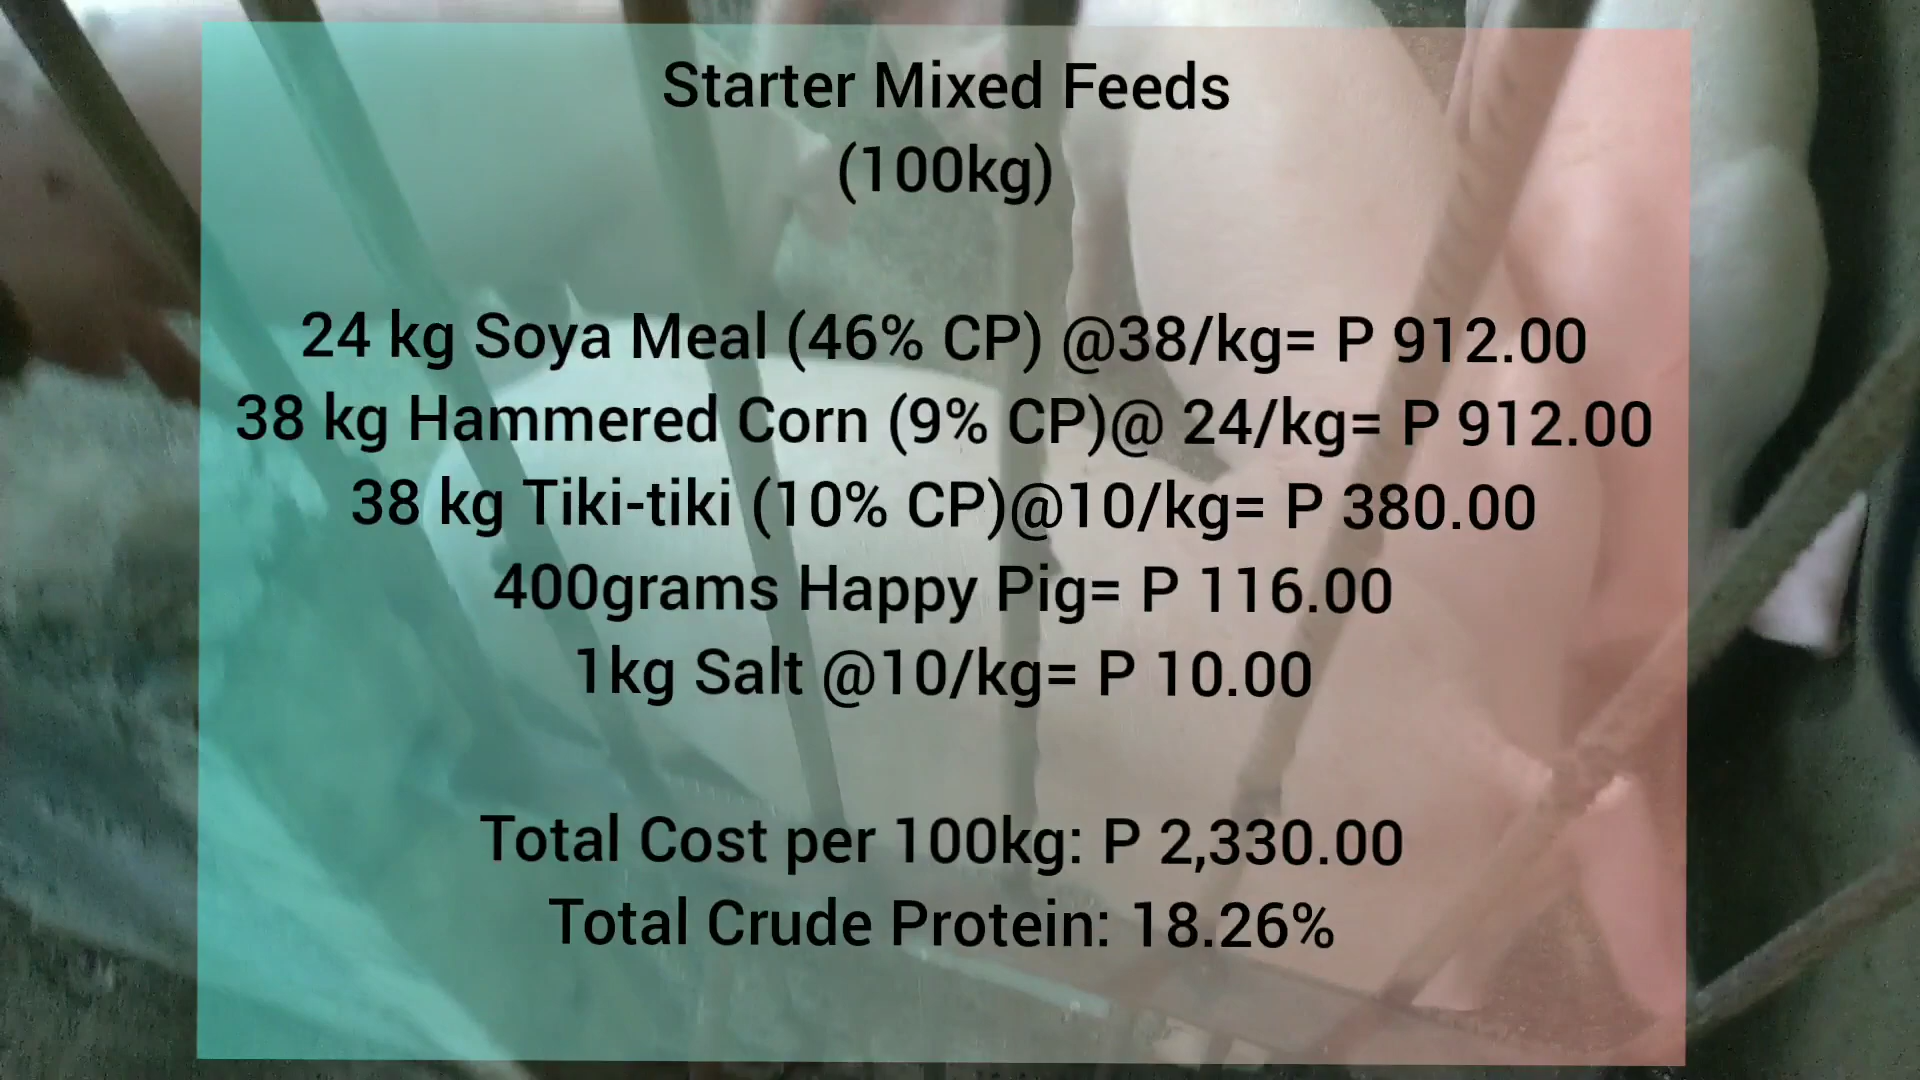 Starter Mixed Feeds
(100kg)
24 kg Soya Meal (46% CP) @38/kg= P 912.00
38 kg Hammered Corn (9% CP)@ 24/kg= P 912.00
38 kg Tiki-tiki (10% CP)@10/kg= P 380.00
400grams Happy Pig= P 116.00
1kg Salt @10/kg= P 10.00
Total Cost per 100kg: P 2,330.00
Total Crude Protein: 18.26%